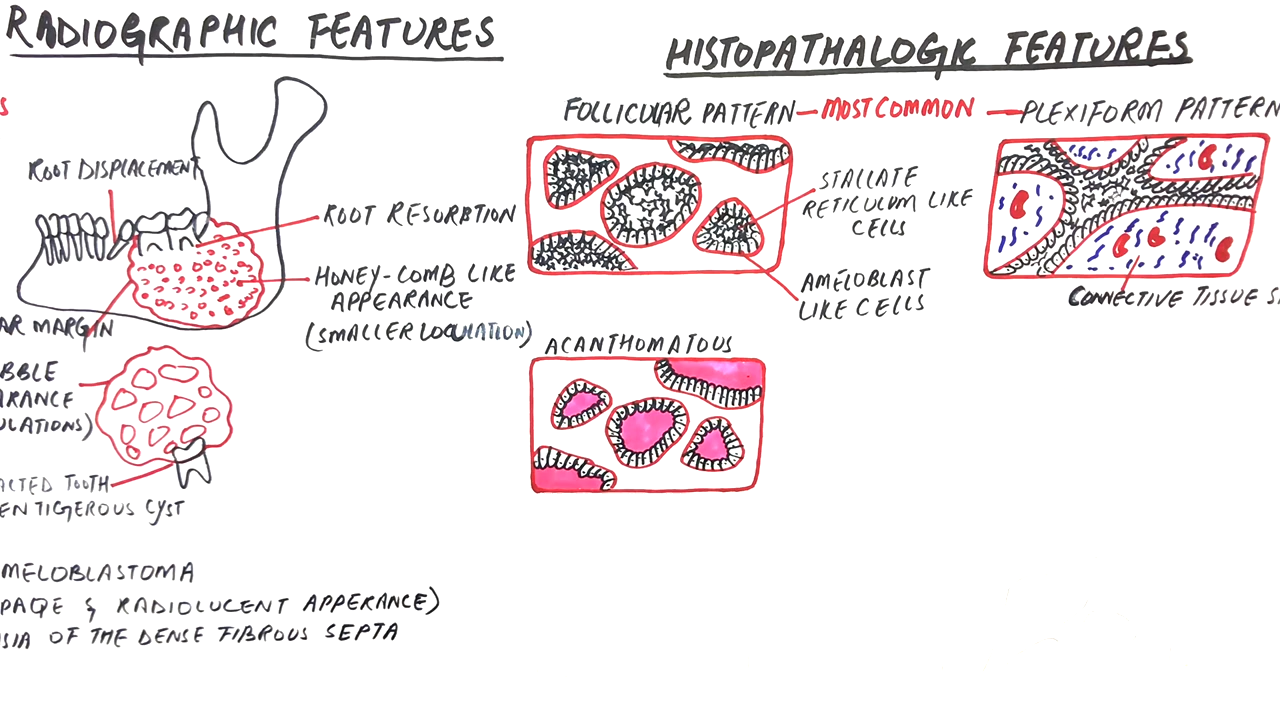 RADIOGRAPHIC FEATURES
ROOT DISPLACEMENT
ROOT RESORBTION
HONEY-COMB LIKE
APPEARANCE
(SMALLER LOCULATION)
AR MARGIN
BBLE
ARANCE
ULATIONS)
ACTED TOOTH
ENTIGEROUS CYST
MELOBLASTOMA
PAQE & RADIOLUCENT APPERANCE)
SIA OF THE DENSE FIBROUS SEPTA
HISTOPATHALOGIC FEATURES
FOLLICULAR PATTERN — MOST COMMON — PLEXIFORM PATTERN
STALLATE
RETICULUM LIKE
CELLS
AMELOBLAST
LIKE CELLS
CONNECTIVE TISSUE S
ACANTHOMATOUS